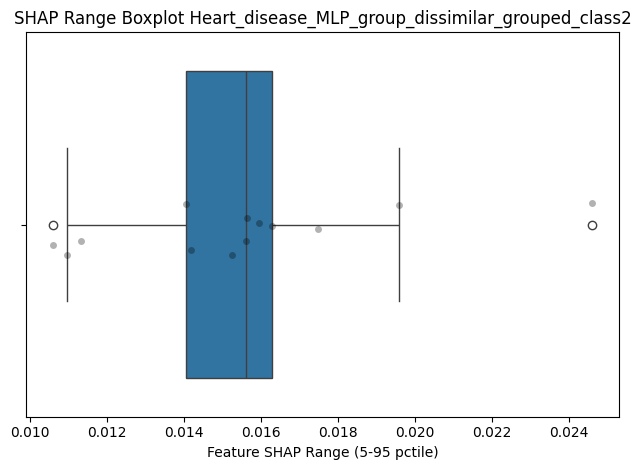 SHAP Range Boxplot Heart_disease_MLP_group_dissimilar_grouped_class2
0.010 0.012 0.014 0.016 0.018 0.020 0.022 0.024
Feature SHAP Range (5-95 pctile)